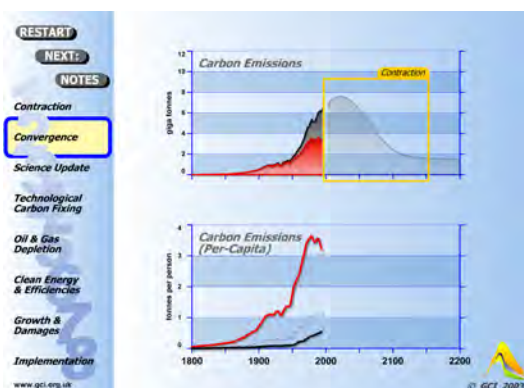 RESTART
NEXT:
NOTES
Contraction
Convergence
Science Update
Technological
Carbon Fixing
Oil & Gas
Depletion
Clean Energy
& Efficiencies
Growth &
Damages
Implementation
www.gci.org.uk
Carbon Emissions
Contraction
giga tonnes
12
10
8
6
4
2
0
Carbon Emissions
(Per-Capita)
tonnes per person
4
3
2
1
0
1800
1900
2000
2100
2200
© GCI 2003